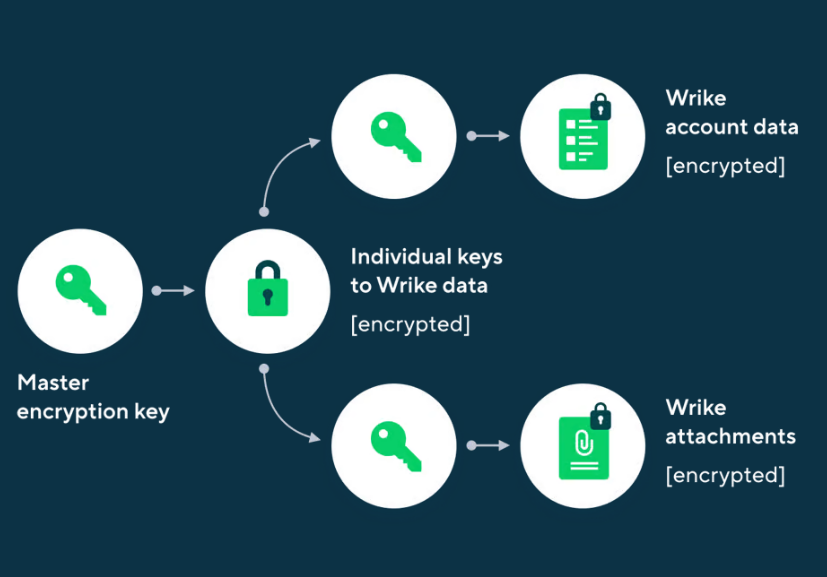 Wrike
account data
[encrypted]
Individual keys
to Wrike data
[encrypted]
Master
encryption key
Wrike
attachments
[encrypted]